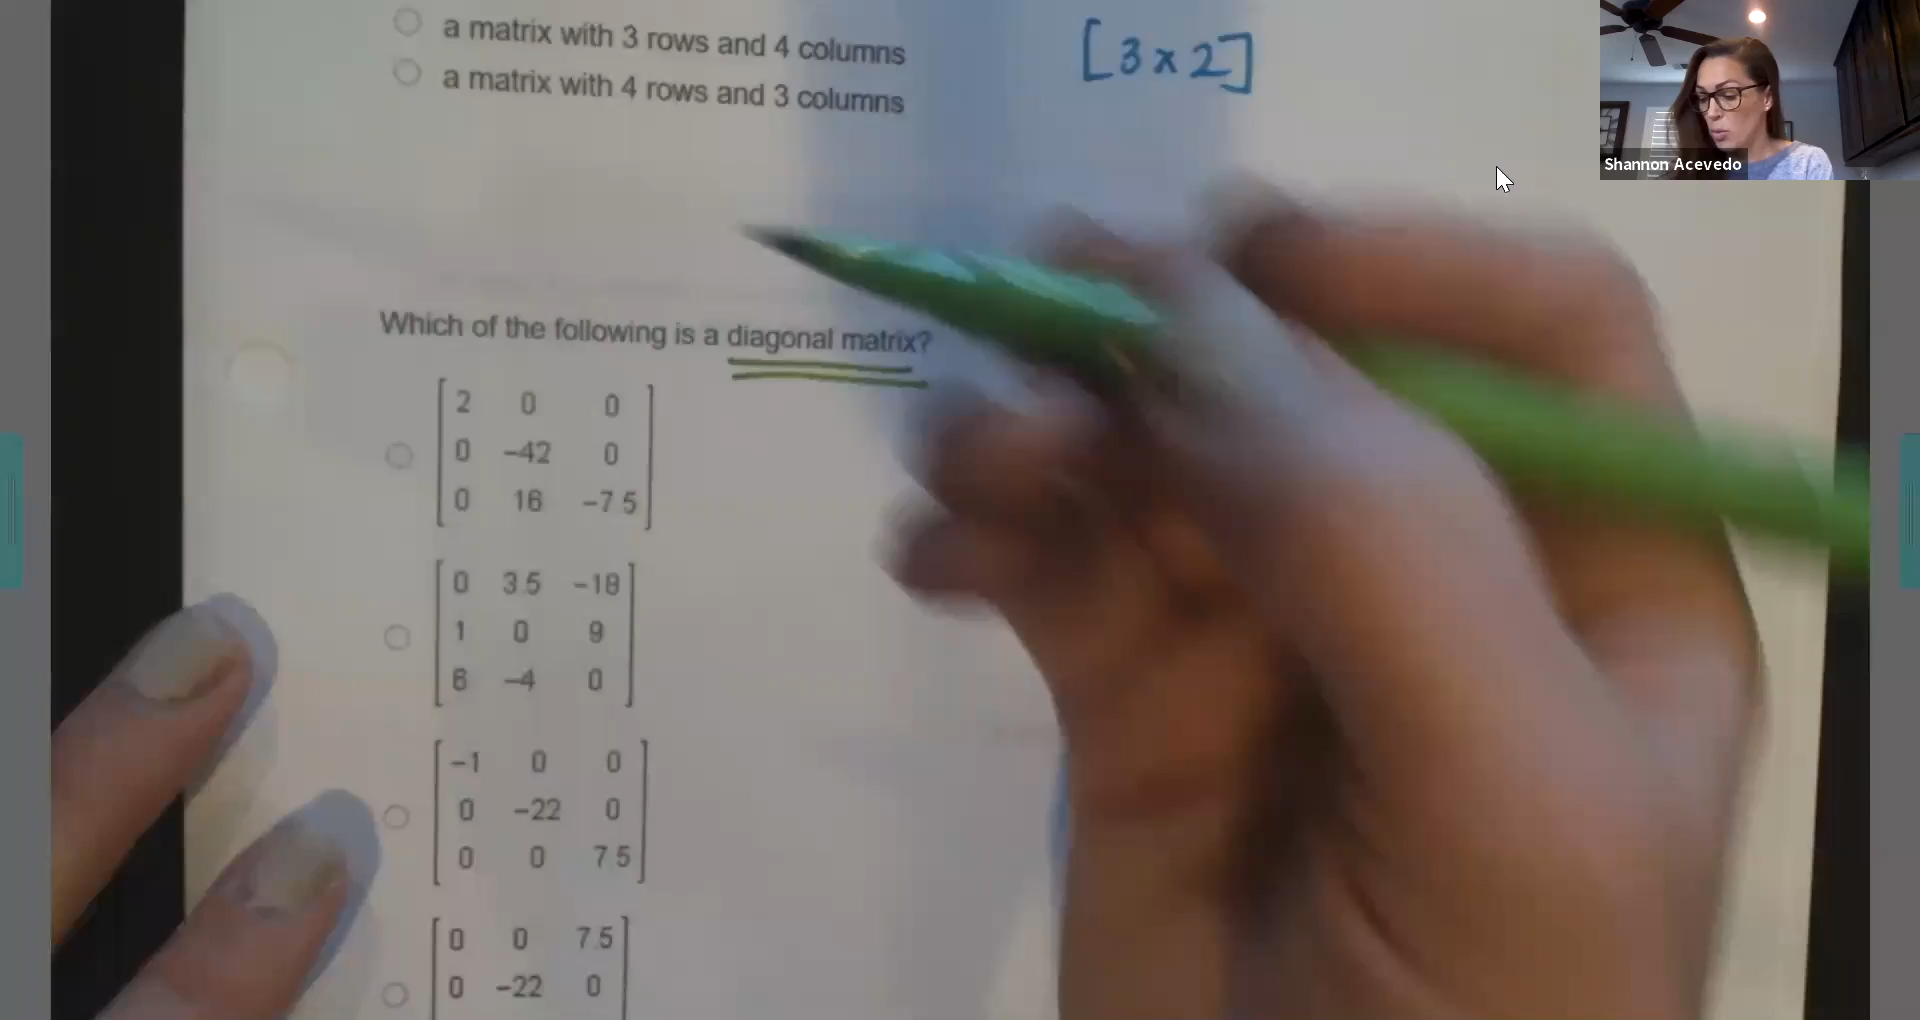 a matrix with 3 rows and 4 columns
a matrix with 4 rows and 3 columns
[3 x 2]
Shannon Acevedo
Which of the following is a diagonal matrix?
2 0 0
0 -42 0
0 16 -7.5
0 3.5 -18
1 0 9
6 -4 0
-1 0 0
0 -22 0
0 0 7.5
0 0 7.5
0 -22 0